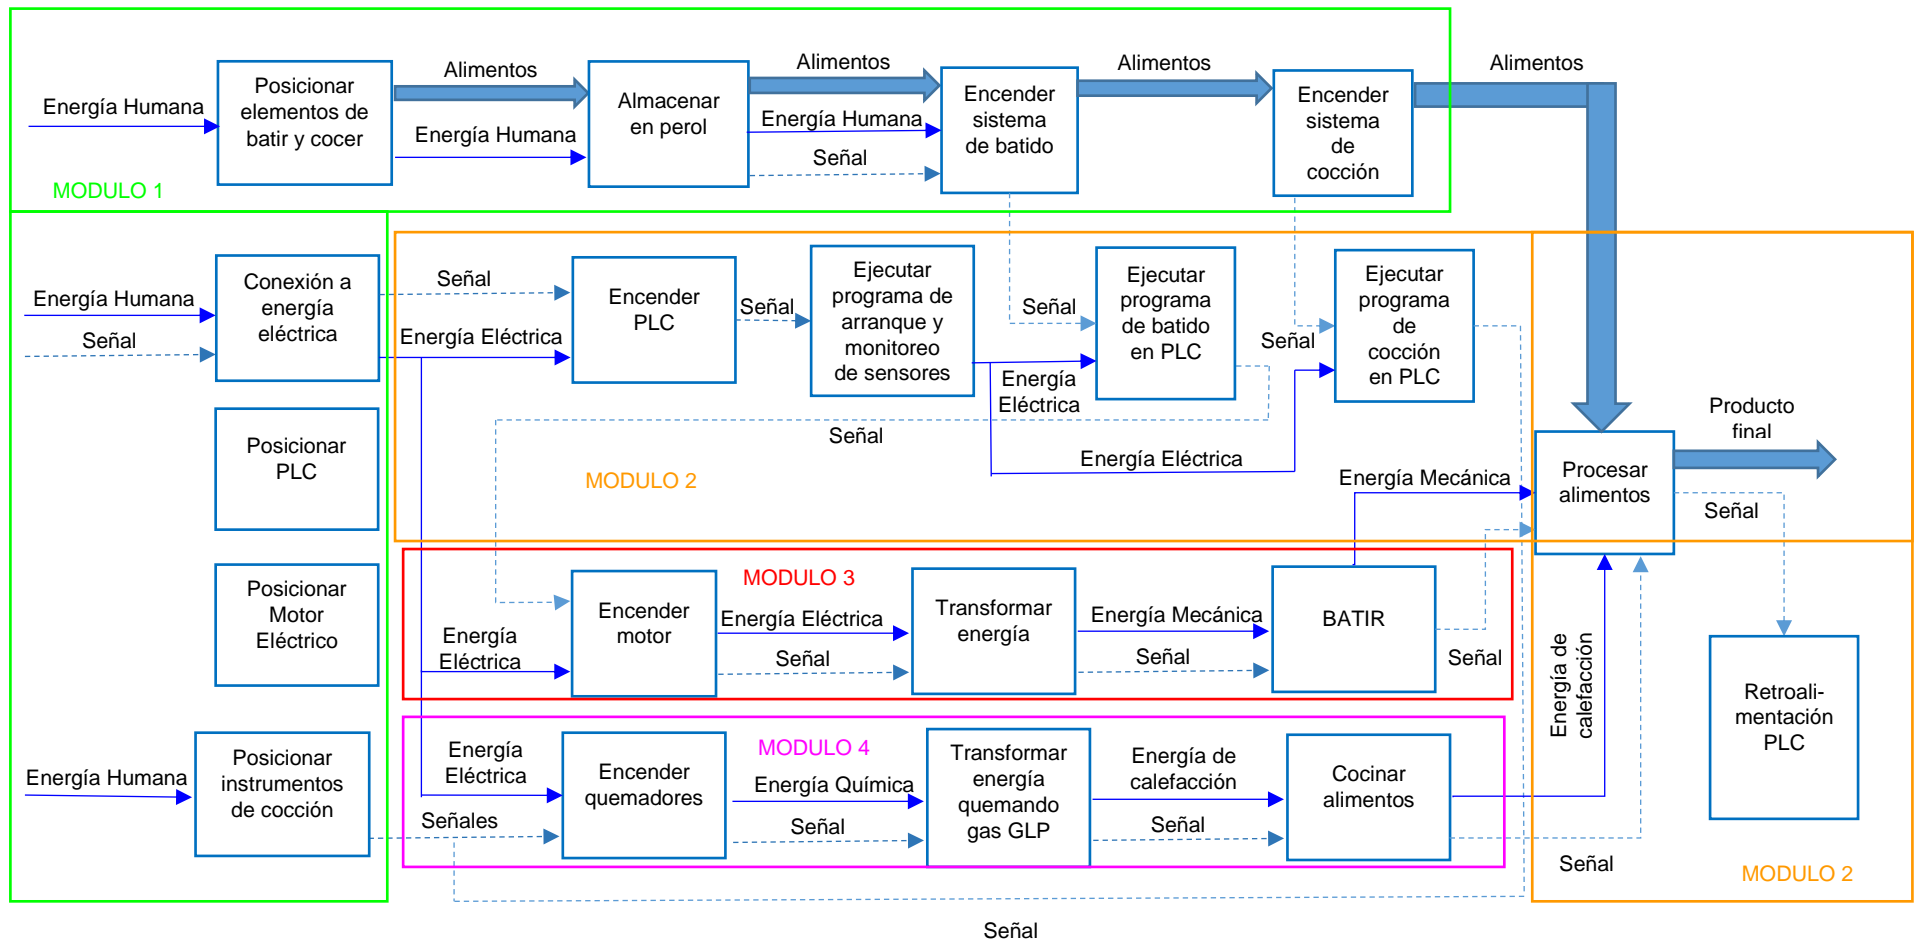 Energía Humana
Posicionar
elementos de
batir y cocer
Alimentos
Energía Humana
Almacenar
en perol
Alimentos
Energía Humana
Señal
Encender
sistema
de batido
Alimentos
Encender
sistema
de
cocción
Alimentos
MODULO 1
Energía Humana
Señal
Conexión a
energía
eléctrica
Señal
Energía Eléctrica
Encender
PLC
Señal
Ejecutar
programa de
arranque y
monitoreo
de sensores
Señal
Energía
Eléctrica
Ejecutar
programa
de batido
en PLC
Señal
Ejecutar
programa
de
cocción
en PLC
Señal
Energía Eléctrica
MODULO 2
Posicionar
PLC
Energía Mecánica
Procesar
alimentos
Producto
final
Señal
Posicionar
Motor
Eléctrico
MODULO 3
Energía
Eléctrica
Encender
motor
Energía Eléctrica
Señal
Transformar
energía
Energía Mecánica
Señal
BATIR
Señal
Energía de
calefacción
Retroali-
mentación
PLC
Energía Humana
Posicionar
instrumentos
de cocción
MODULO 4
Energía
Eléctrica
Señales
Encender
quemadores
Energía Química
Señal
Transformar
energía
quemando
gas GLP
Energía de
calefacción
Señal
Cocinar
alimentos
Señal
MODULO 2
Señal